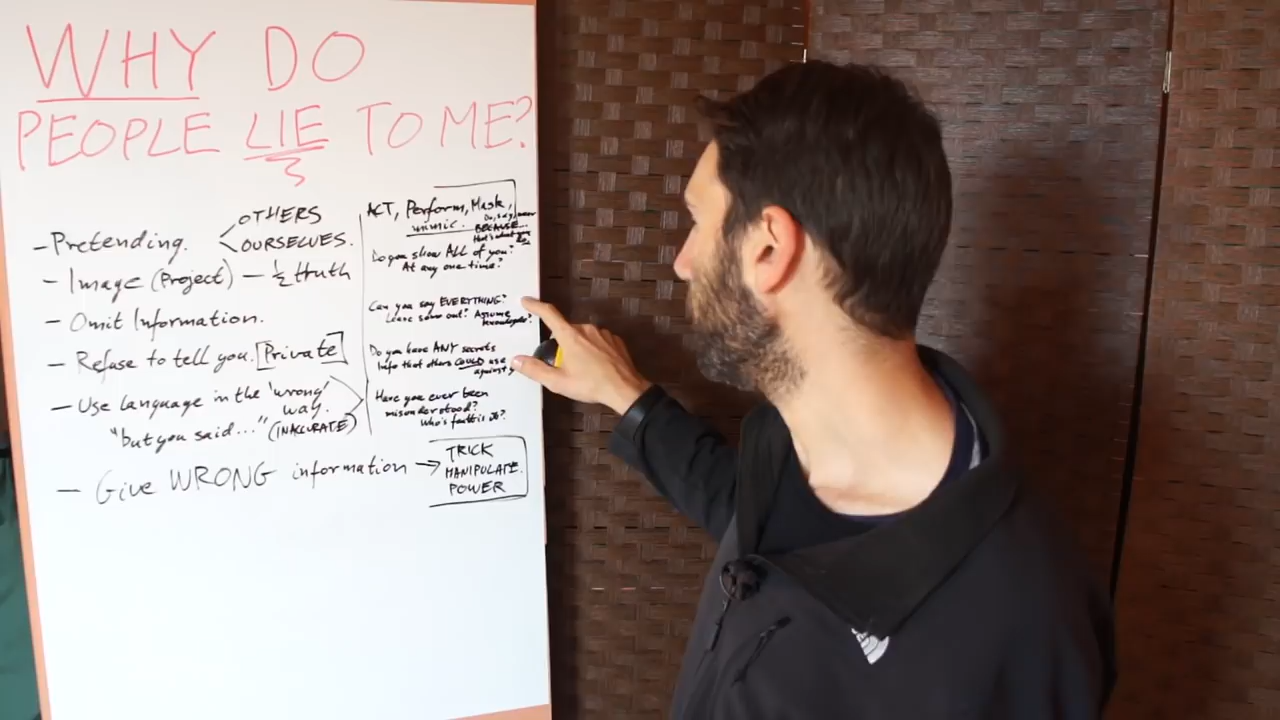 WHY DO
PEOPLE LIE TO ME?
- Pretending. < OTHERS
OURSELVES.
- Image (Project) - ½ truth
- Omit Information.
- Refuse to tell you. [Private]
- Use language in the 'wrong'
way.
"but you said..." (INACCURATE)
- Give WRONG information → TRICK
MANIPULATE.
POWER
ACT, Perform, Mask,
mimic.
BECAUSE...
that's what you
Do you show ALL of you?
At any one time?
Can you say EVERYTHING?
Leave some out? Assume
knowledge?
Do you have ANY secrets
Info that others COULD use
against
Have you ever been
misunderstood?
Who's fault is it?